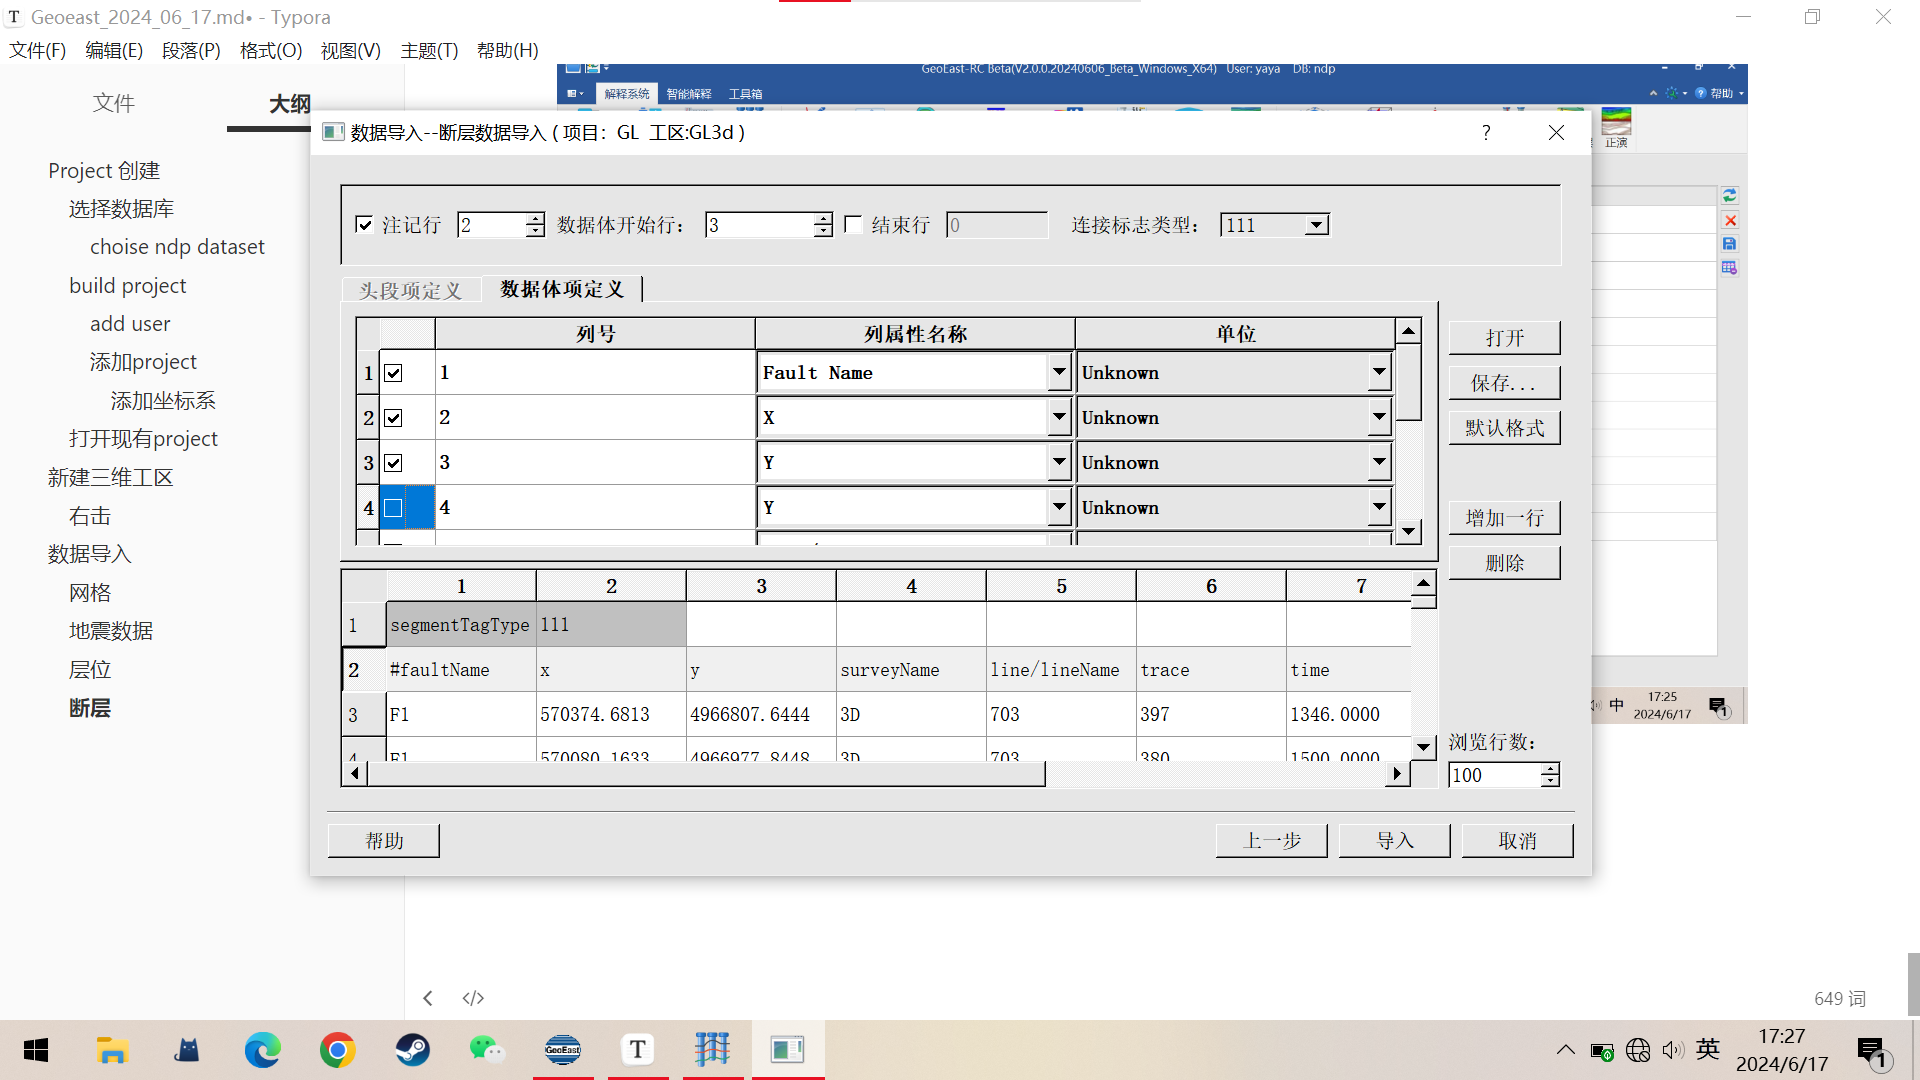 Geoeast_2024_06_17.md• - Typora
文件(F) 编辑(E) 段落(P) 格式(O) 视图(V) 主题(T) 帮助(H)
文件 大纲
Project 创建
选择数据库
choise ndp dataset
build project
add user
添加project
添加坐标系
打开现有project
新建三维工区
右击
数据导入
网格
地震数据
层位
断层
GeoEast-RC Beta(V2.0.0.20240606_Beta_Windows_X64) User: yaya DB: ndp
解释系统 智能解释 工具箱 帮助
正演
数据导入--断层数据导入 ( 项目: GL 工区:GL3d )
?
注记行 2 数据体开始行: 3 结束行 0 连接标志类型: 111
头段项定义 数据体项定义
列号 列属性名称 单位
1 1 Fault Name Unknown
2 2 X Unknown
3 3 Y Unknown
4 4 Y Unknown
打开
保存...
默认格式
增加一行
删除
1 2 3 4 5 6 7
1 segmentTagType 111
2 #faultName x y surveyName line/lineName trace time
3 F1 570374.6813 4966807.6444 3D 703 397 1346.0000
4 F1 570080.1633 4966977.8448 3D 703 380 1500.0000
浏览行数:
100
帮助 上一步 导入 取消
中 17:25
2024/6/17
1
</> 649 词
GeoEast T 英 17:27
2024/6/17
1